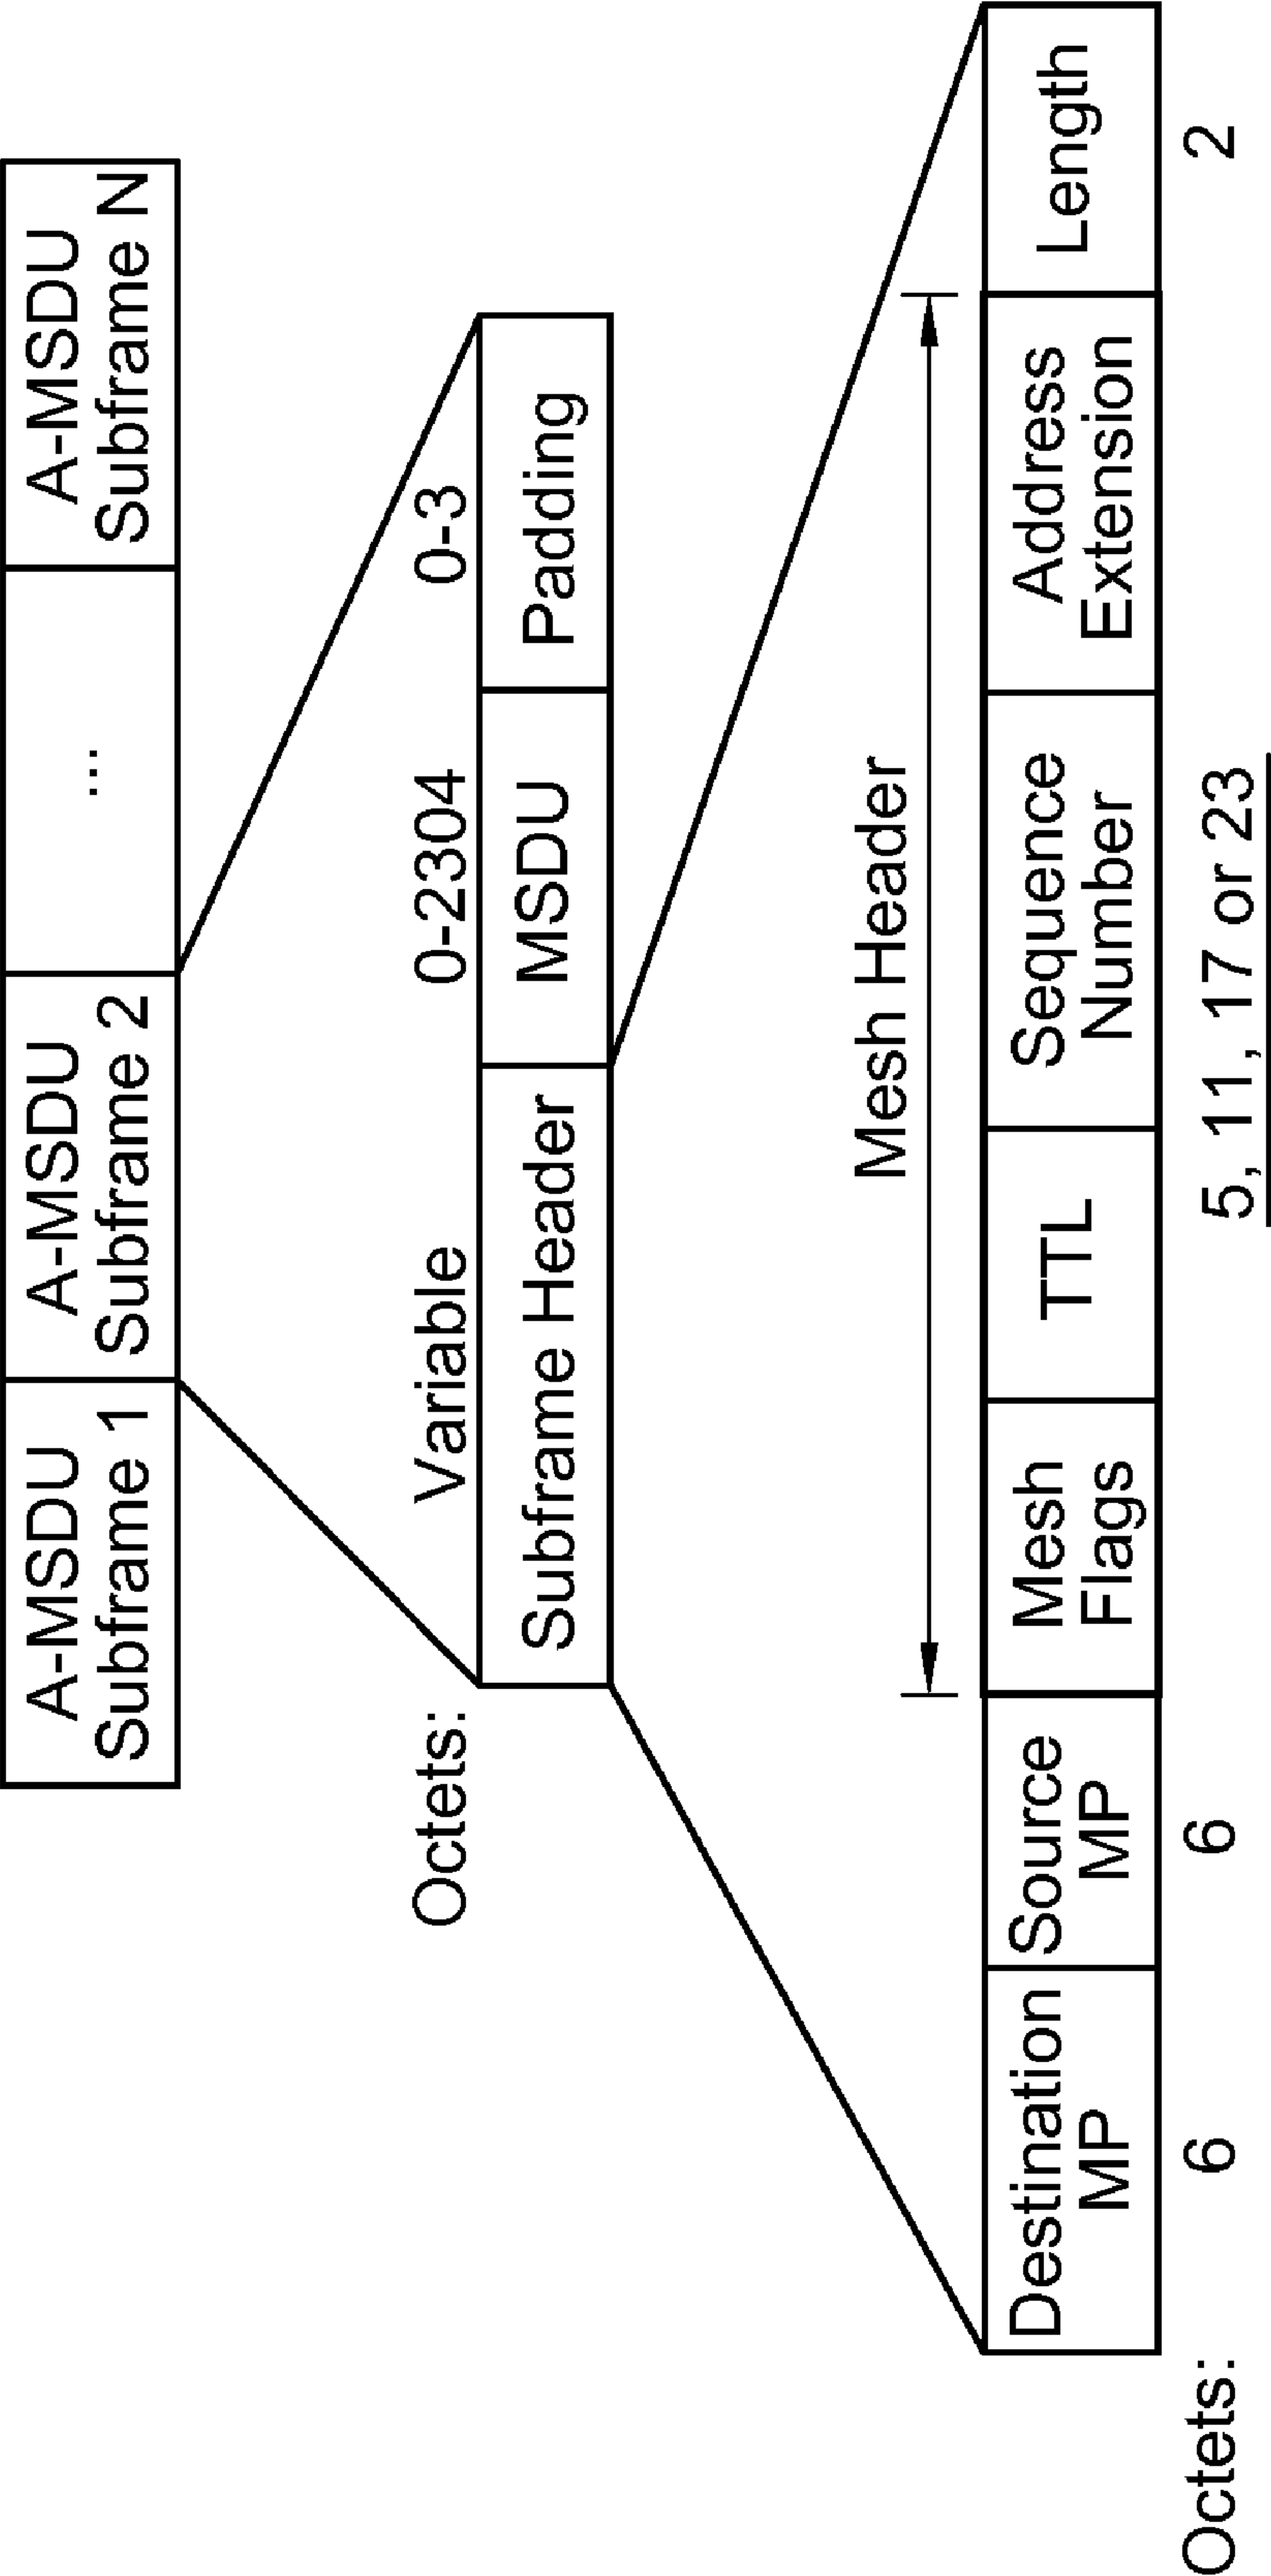 A-MSDU
Subframe 1
A-MSDU
Subframe 2
...
A-MSDU
Subframe N
Octets:
Variable
0-2304
0-3
Subframe Header
MSDU
Padding
Mesh Header
Destination
MP
Source
MP
Mesh
Flags
TTL
Sequence
Number
Address
Extension
Length
Octets:
6
6
5, 11, 17 or 23
2